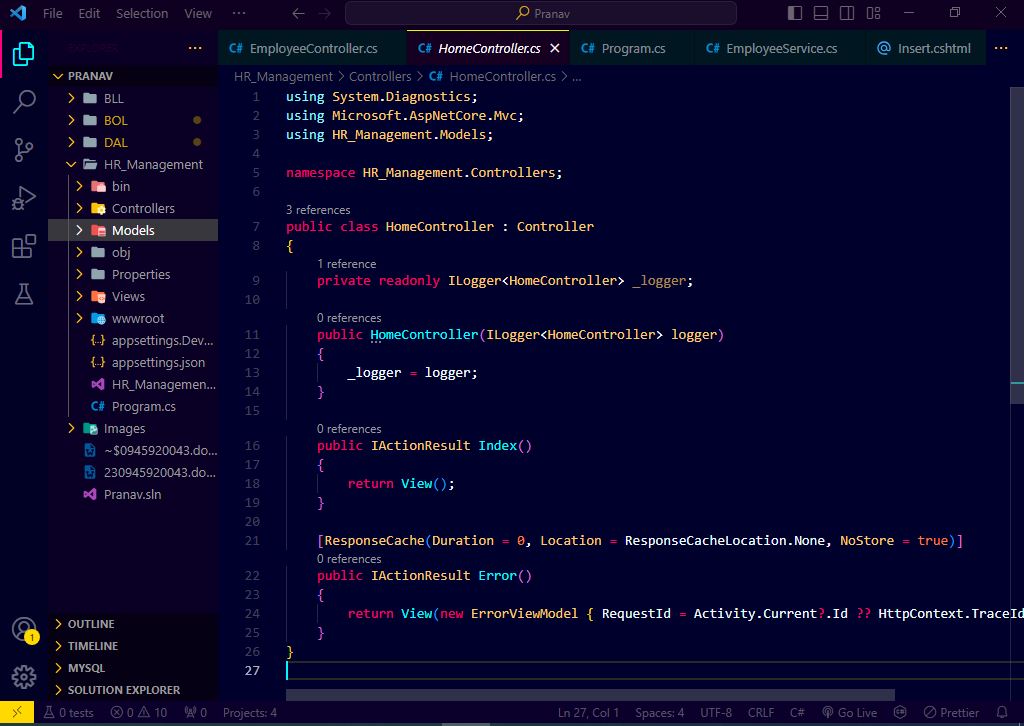 File Edit Selection View ··· Pranav
EXPLORER ···
C# EmployeeController.cs C# HomeController.cs C# Program.cs C# EmployeeService.cs @ Insert.cshtml ···
HR_Management > Controllers > C# HomeController.cs > ...
PRANAV
BLL
BOL
DAL
HR_Management
bin
Controllers
Models
obj
Properties
Views
wwwroot
{..} appsettings.Dev...
{..} appsettings.json
HR_Managemen...
C# Program.cs
Images
~$0945920043.do...
230945920043.do...
Pranav.sln
OUTLINE
TIMELINE
MYSQL
SOLUTION EXPLORER
1
1 using System.Diagnostics;
2 using Microsoft.AspNetCore.Mvc;
3 using HR_Management.Models;
4
5 namespace HR_Management.Controllers;
6
3 references
7 public class HomeController : Controller
8 {
1 reference
9 private readonly ILogger<HomeController> _logger;
10
0 references
11 public HomeController(ILogger<HomeController> logger)
12 {
13 _logger = logger;
14 }
15
0 references
16 public IActionResult Index()
17 {
18 return View();
19 }
20
21 [ResponseCache(Duration = 0, Location = ResponseCacheLocation.None, NoStore = true)]
0 references
22 public IActionResult Error()
23 {
24 return View(new ErrorViewModel { RequestId = Activity.Current?.Id ?? HttpContext.TraceId
25 }
26 }
27
0 tests 0 10 0 Projects: 4 Ln 27, Col 1 Spaces: 4 UTF-8 CRLF C# Go Live Prettier